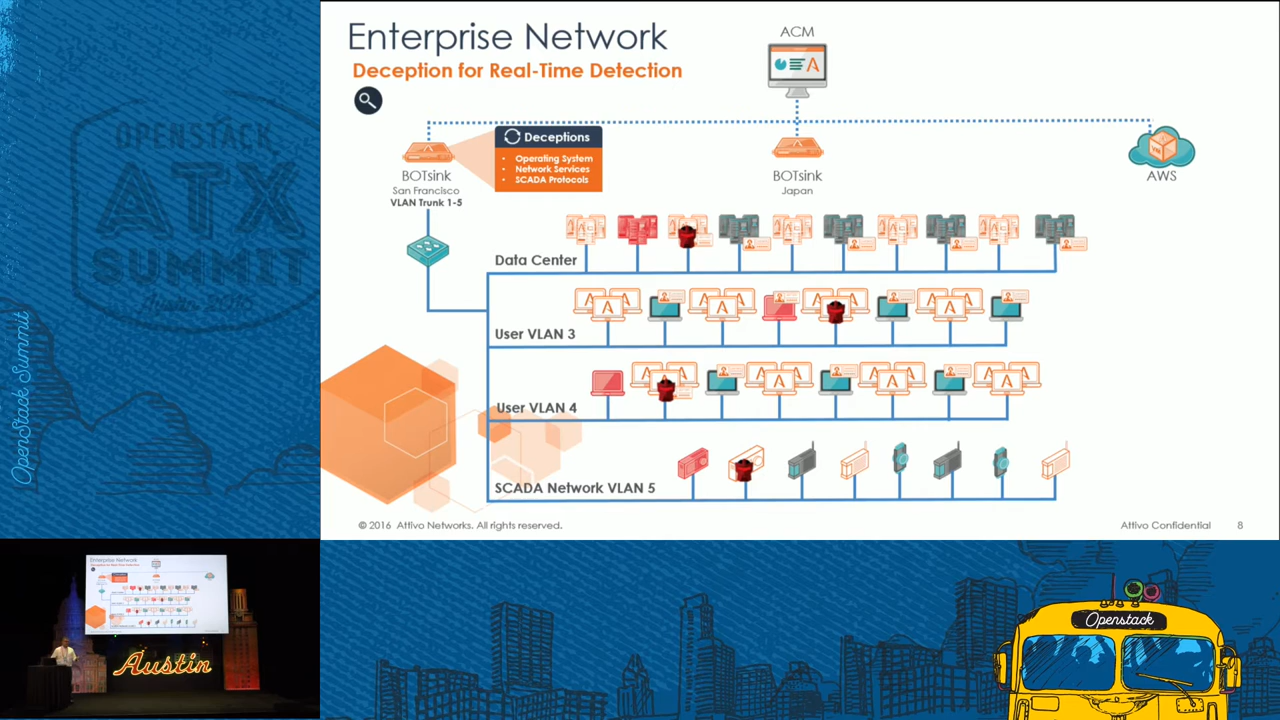 Enterprise Network
Deception for Real-Time Detection
ACM
A
Deceptions
• Operating System
• Network Services
• SCADA Protocols
BOTsink
San Francisco
VLAN Trunk 1-5
BOTsink
Japan
AWS
Data Center
User VLAN 3
A A A A
User VLAN 4
A A A
SCADA Network VLAN 5
© 2016 Attivo Networks. All rights reserved.
Attivo Confidential 8
OPENSTACK
ATX
SUMMIT
OpenStack Summit
Enterprise Network
Austin
Openstack